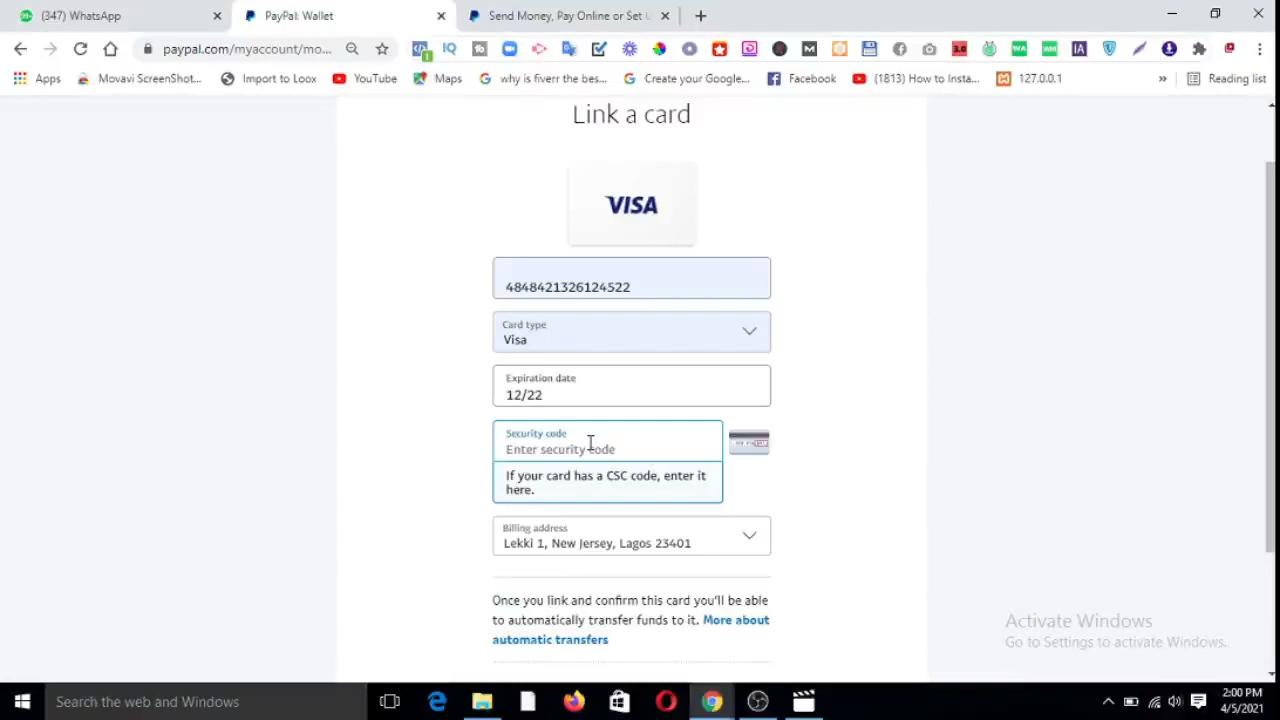 (347) WhatsApp
PayPal: Wallet
Send Money, Pay Online or Set U
paypal.com/myaccount/mo...
Apps
Movavi ScreenShot...
Import to Loox
YouTube
Maps
why is fiverr the bes...
Create your Google...
Facebook
(1813) How to Insta...
127.0.0.1
»
Reading list
Link a card
VISA
4848421326124522
Card type
Visa
Expiration date
12/22
Security code
Enter security code
If your card has a CSC code, enter it
here.
Billing address
Lekki 1, New Jersey, Lagos 23401
Once you link and confirm this card you'll be able
to automatically transfer funds to it. More about
automatic transfers
Activate Windows
Go to Settings to activate Windows.
Search the web and Windows
2:00 PM
4/5/2021